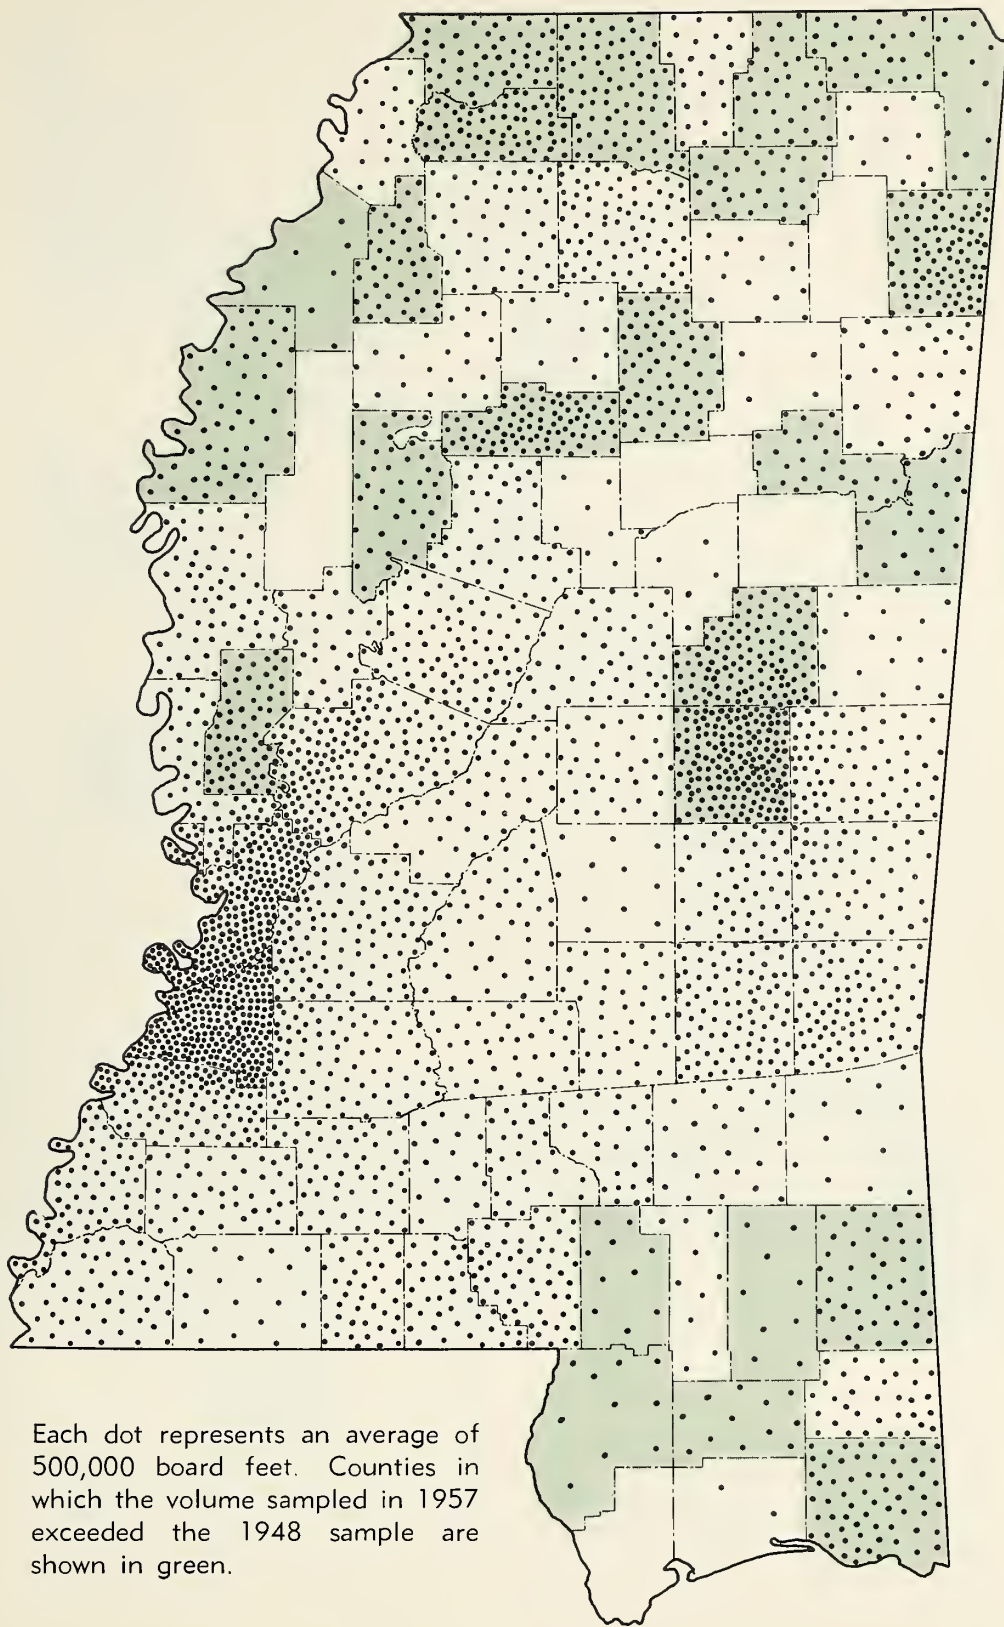 Each dot represents an average of
500,000 board feet. Counties in
which the volume sampled in 1957
exceeded the 1948 sample are
shown in green.